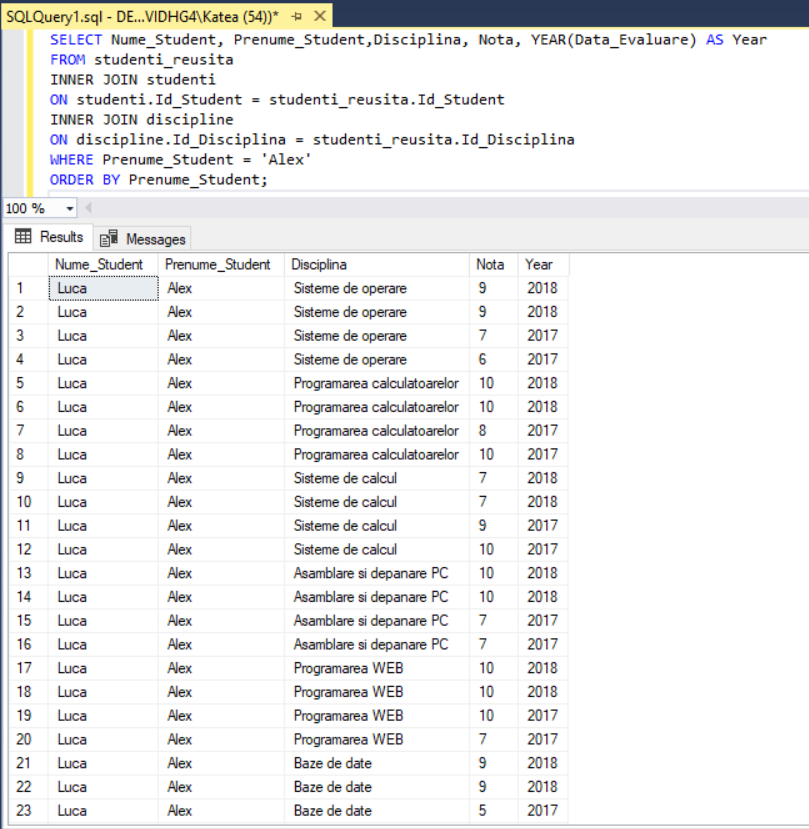 SQLQuery1.sql - DE...VIDHG4\Katea (54))*
SELECT Nume_Student, Prenume_Student,Disciplina, Nota, YEAR(Data_Evaluare) AS Year
FROM studenti_reusita
INNER JOIN studenti
ON studenti.Id_Student = studenti_reusita.Id_Student
INNER JOIN discipline
ON discipline.Id_Disciplina = studenti_reusita.Id_Disciplina
WHERE Prenume_Student = 'Alex'
ORDER BY Prenume_Student;
100 %
Results Messages
Nume_Student Prenume_Student Disciplina Nota Year
1 Luca Alex Sisteme de operare 9 2018
2 Luca Alex Sisteme de operare 9 2018
3 Luca Alex Sisteme de operare 7 2017
4 Luca Alex Sisteme de operare 6 2017
5 Luca Alex Programarea calculatoarelor 10 2018
6 Luca Alex Programarea calculatoarelor 10 2018
7 Luca Alex Programarea calculatoarelor 8 2017
8 Luca Alex Programarea calculatoarelor 10 2017
9 Luca Alex Sisteme de calcul 7 2018
10 Luca Alex Sisteme de calcul 7 2018
11 Luca Alex Sisteme de calcul 9 2017
12 Luca Alex Sisteme de calcul 10 2017
13 Luca Alex Asamblare si depanare PC 10 2018
14 Luca Alex Asamblare si depanare PC 10 2018
15 Luca Alex Asamblare si depanare PC 7 2017
16 Luca Alex Asamblare si depanare PC 7 2017
17 Luca Alex Programarea WEB 10 2018
18 Luca Alex Programarea WEB 10 2018
19 Luca Alex Programarea WEB 10 2017
20 Luca Alex Programarea WEB 7 2017
21 Luca Alex Baze de date 9 2018
22 Luca Alex Baze de date 9 2018
23 Luca Alex Baze de date 5 2017